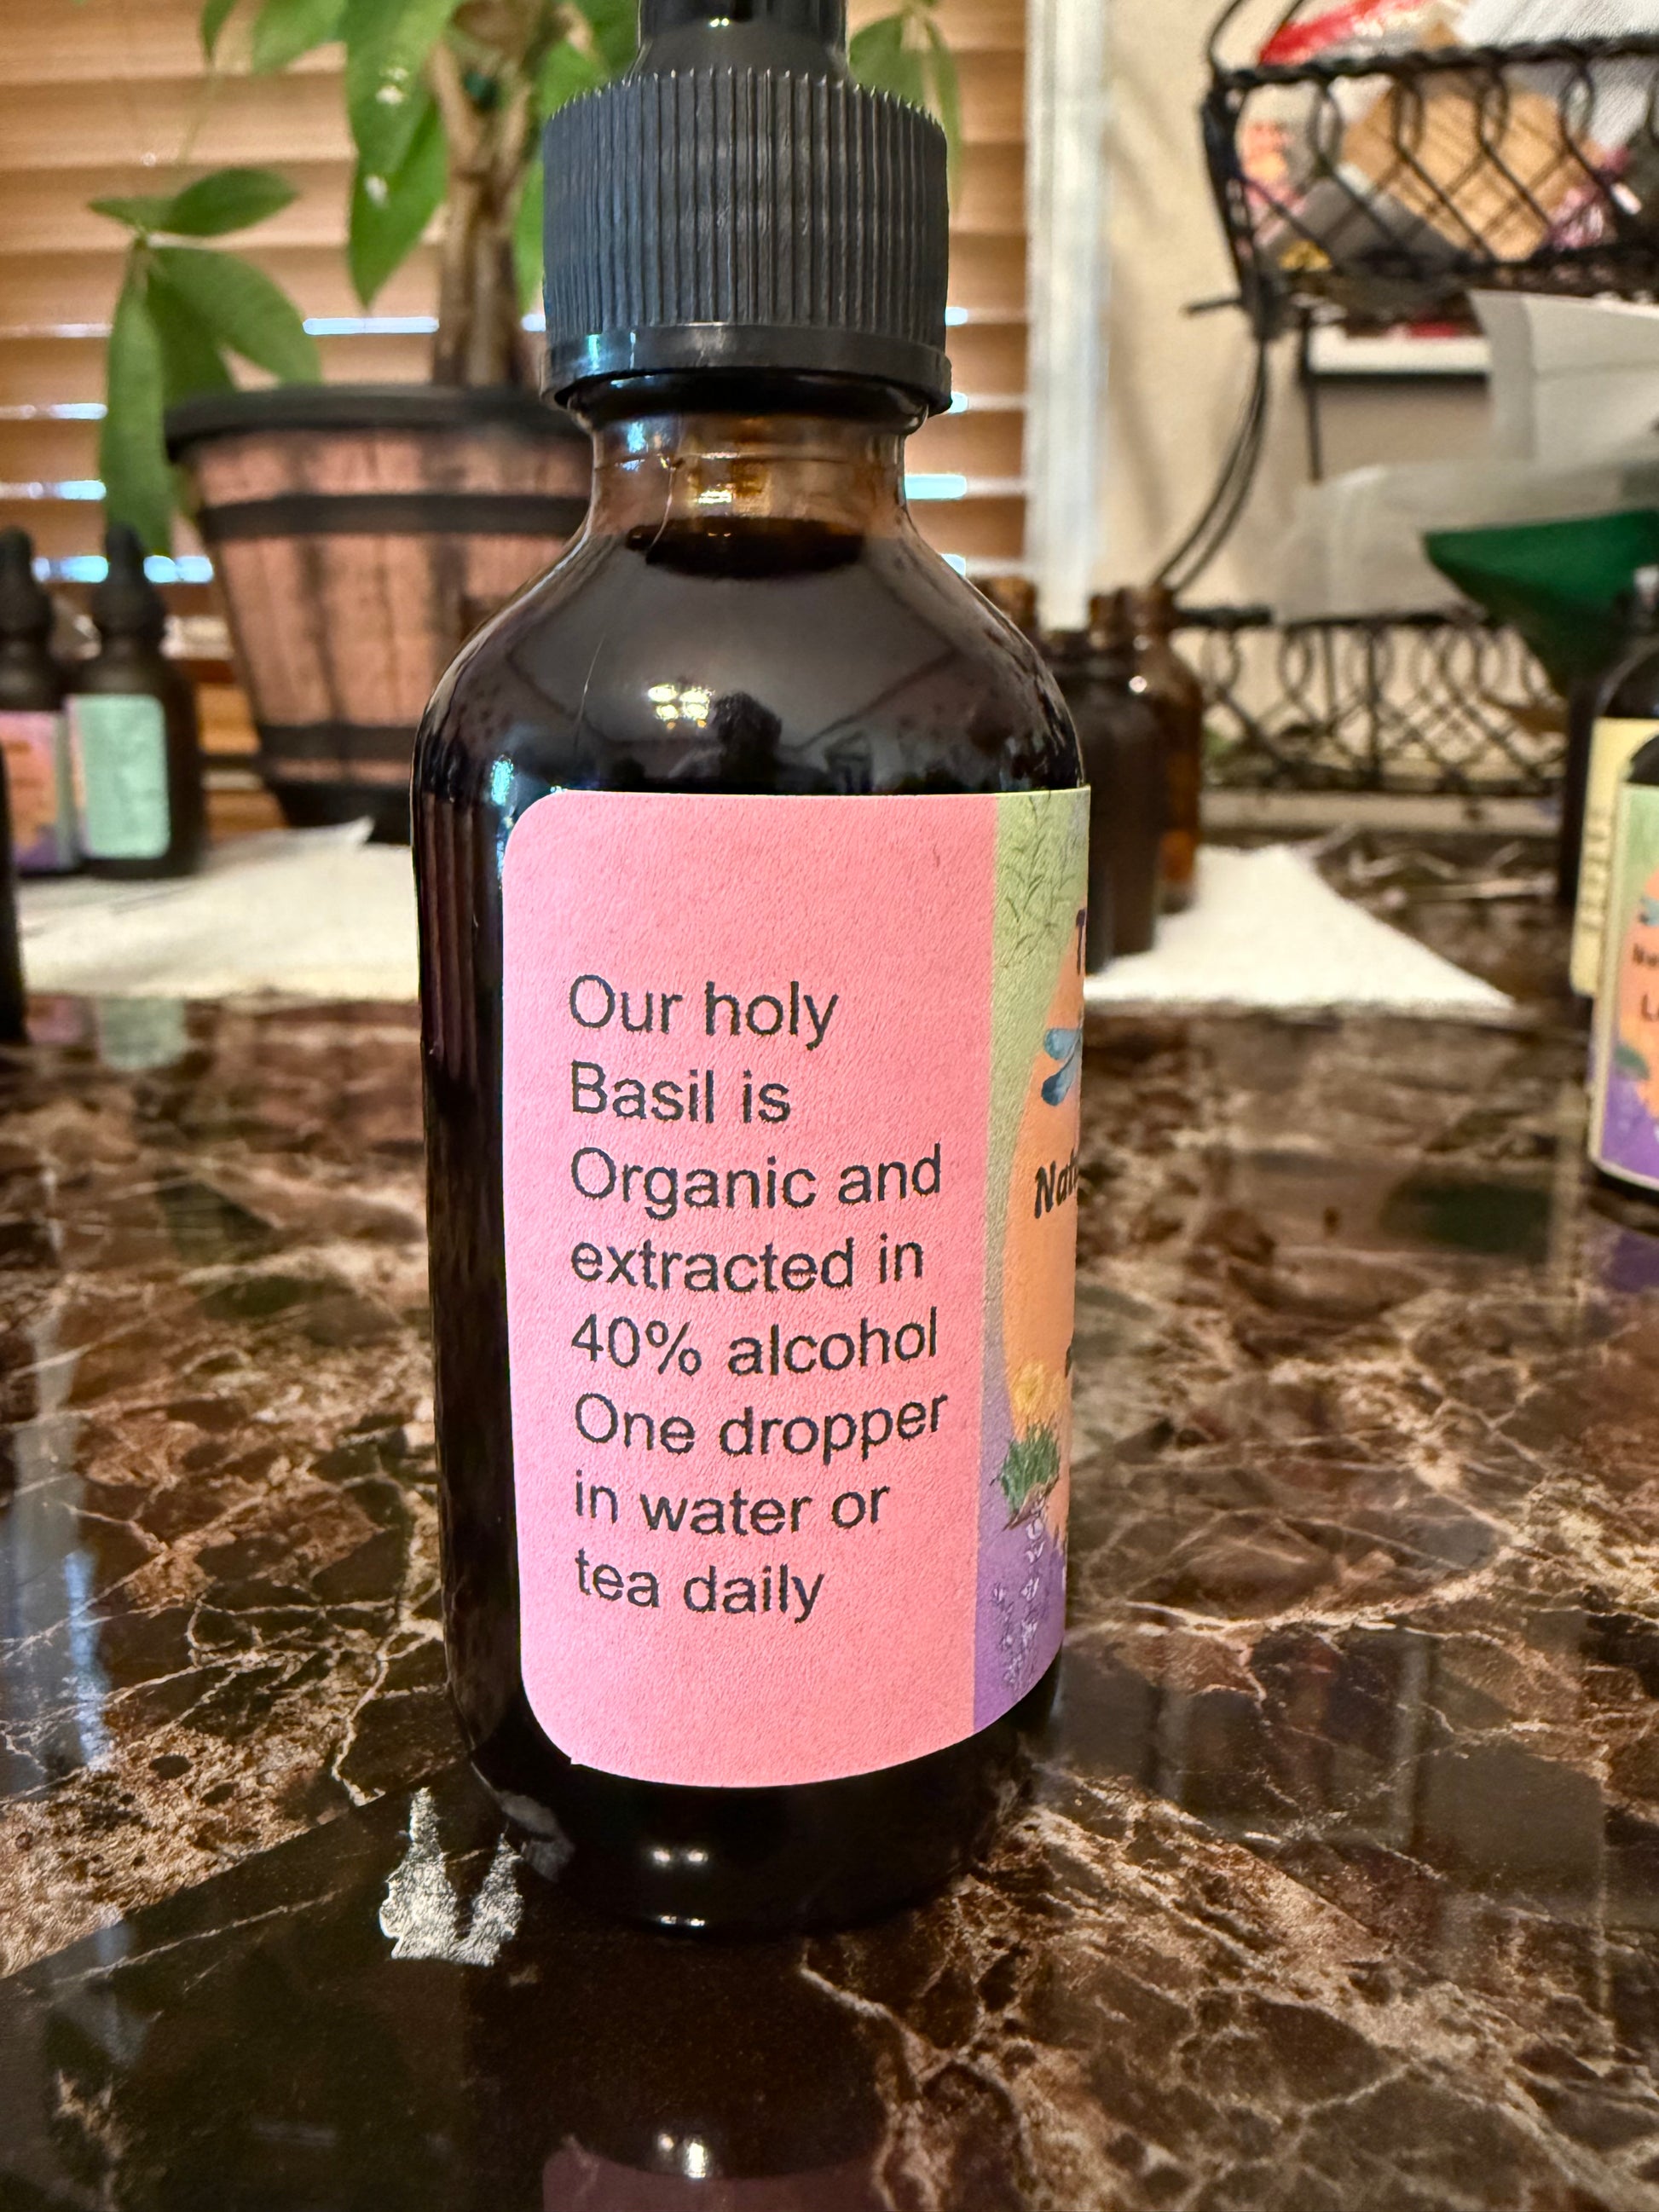 Our holy
Basil is
Organic and
extracted in
40% alcohol
One dropper
in water or
tea daily